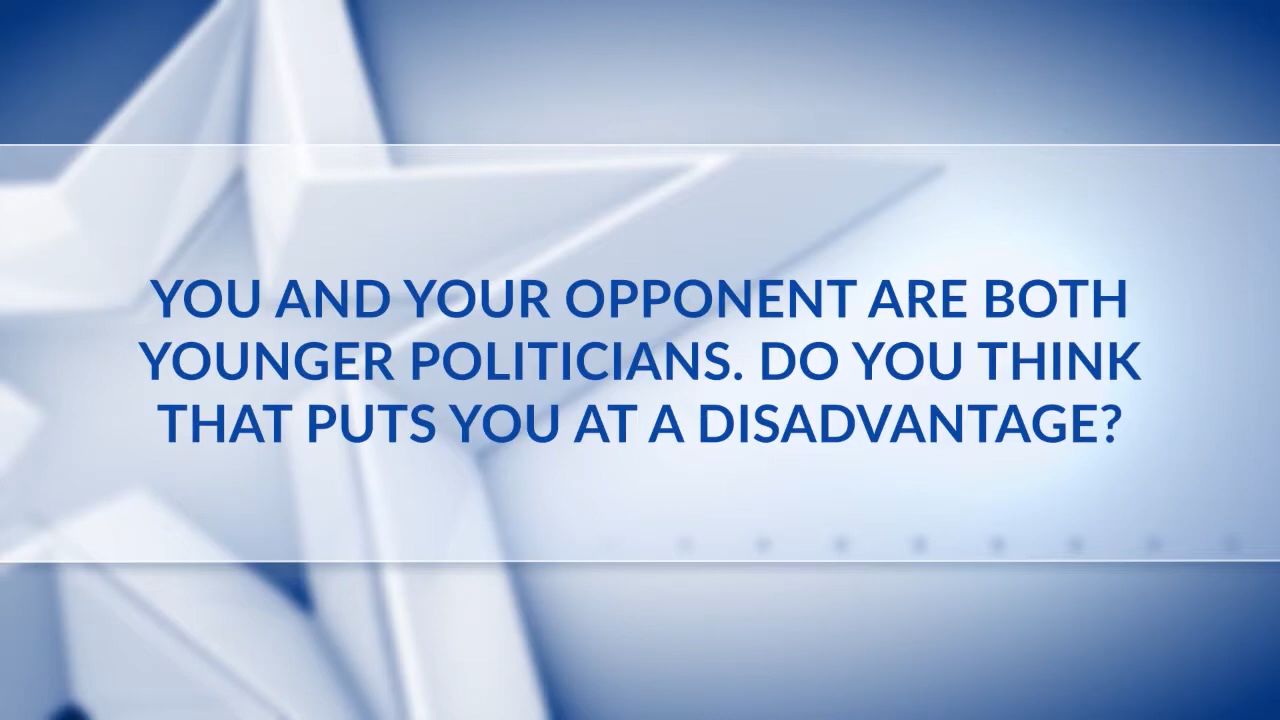 YOU AND YOUR OPPONENT ARE BOTH
YOUNGER POLITICIANS. DO YOU THINK
THAT PUTS YOU AT A DISADVANTAGE?